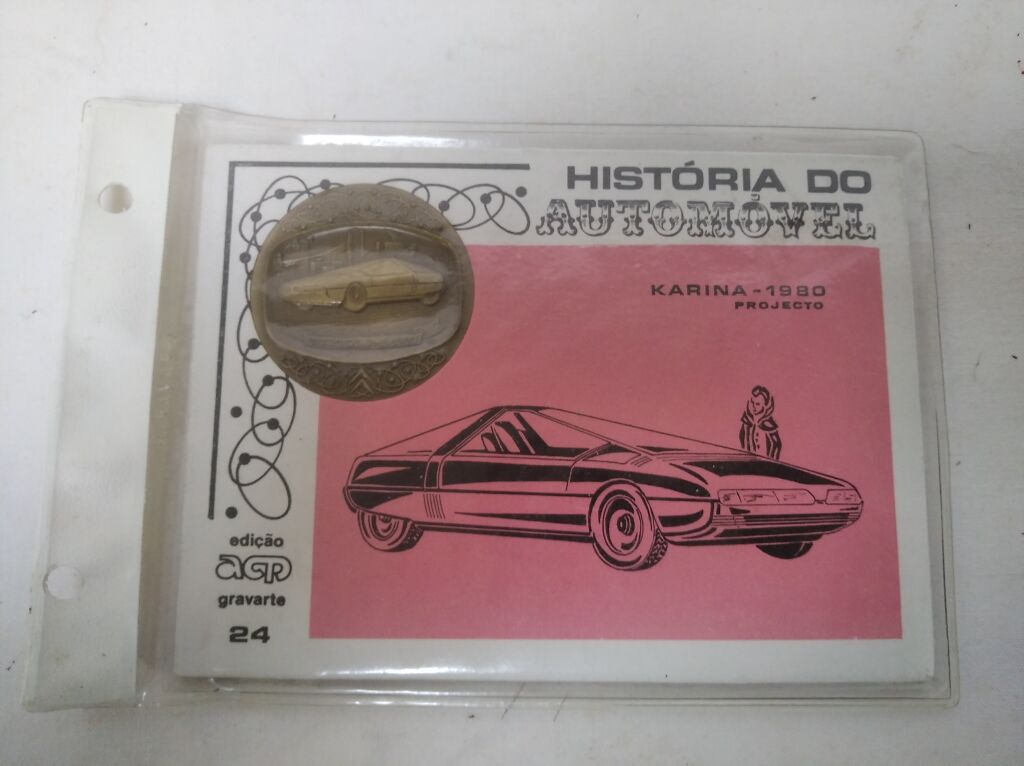 HISTÓRIA DO
AUTOMÓVEL
KARINA - 1980
PROJECTO
edição
acp
gravarte
24